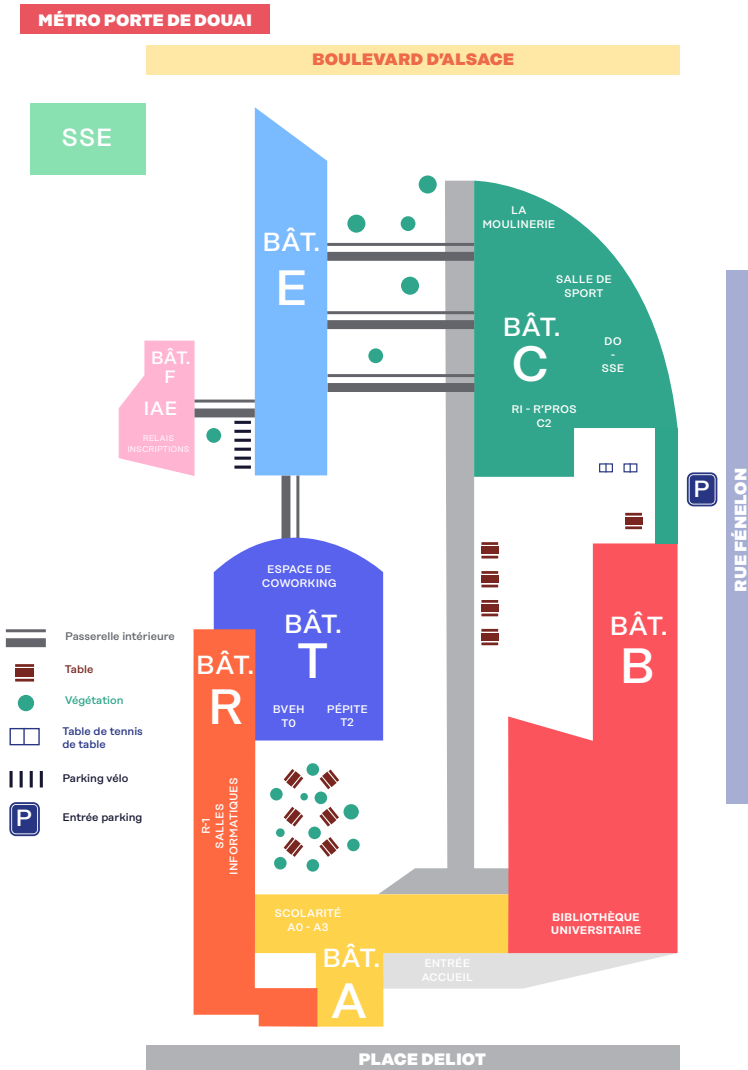 MÉTRO PORTE DE DOUAI
BOULEVARD D'ALSACE
SSE
LA
MOULINERIE
BÂT.
E
SALLE DE
SPORT
BÂT.
C
DO
-
SSE
RI - R'PROS
C2
BÂT.
F
IAE
RELAIS
INSCRIPTIONS
P
RUE FÉNELON
ESPACE DE
COWORKING
BÂT.
T
BVEH
T0
PÉPITE
T2
BÂT.
B
BÂT.
R
R-1
SALLES
INFORMATIQUES
Passerelle intérieure
Table
Végétation
Table de tennis
de table
Parking vélo
P
Entrée parking
SCOLARITÉ
A0 - A3
BÂT.
A
BIBLIOTHÈQUE
UNIVERSITAIRE
ENTRÉE
ACCUEIL
PLACE DELIOT